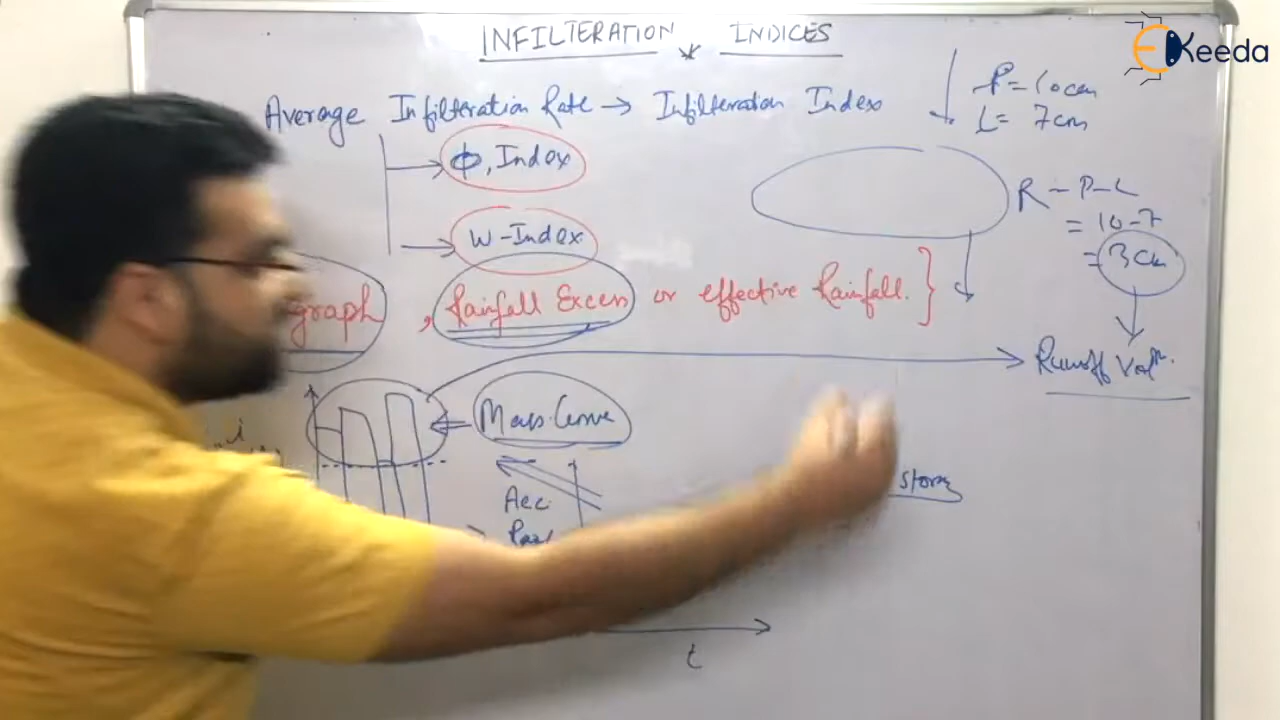 INFILTERATION INDICES
Keeda
Average Infilteration Rate → Infilteration Index
P = 10cm
L = 7cm
Φ, Index
W-Index
R - P-L
= 10-7
= 3cm
graph , Rainfall Excess or effective Rainfall. }
Runoff Volm.
Mass Curve
i
storm
Acc.
t